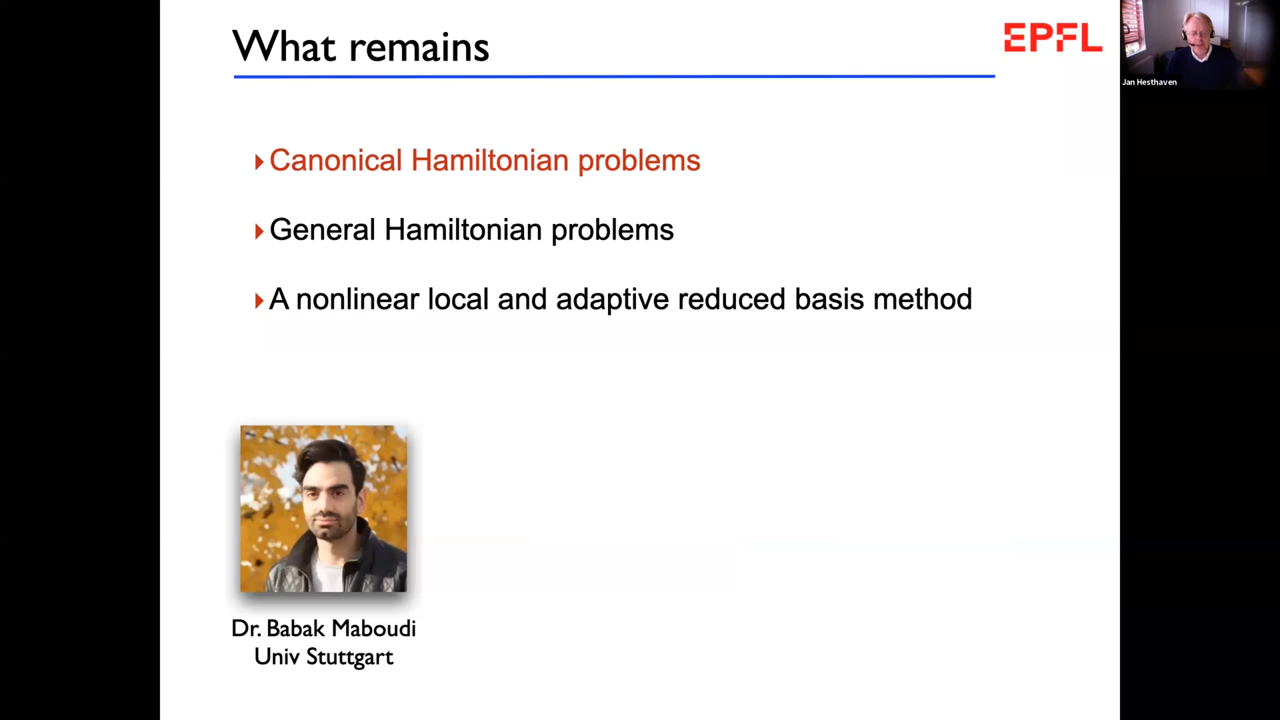 What remains
EPFL
Jan Hesthaven
Canonical Hamiltonian problems
General Hamiltonian problems
A nonlinear local and adaptive reduced basis method
Dr. Babak Maboudi
Univ Stuttgart